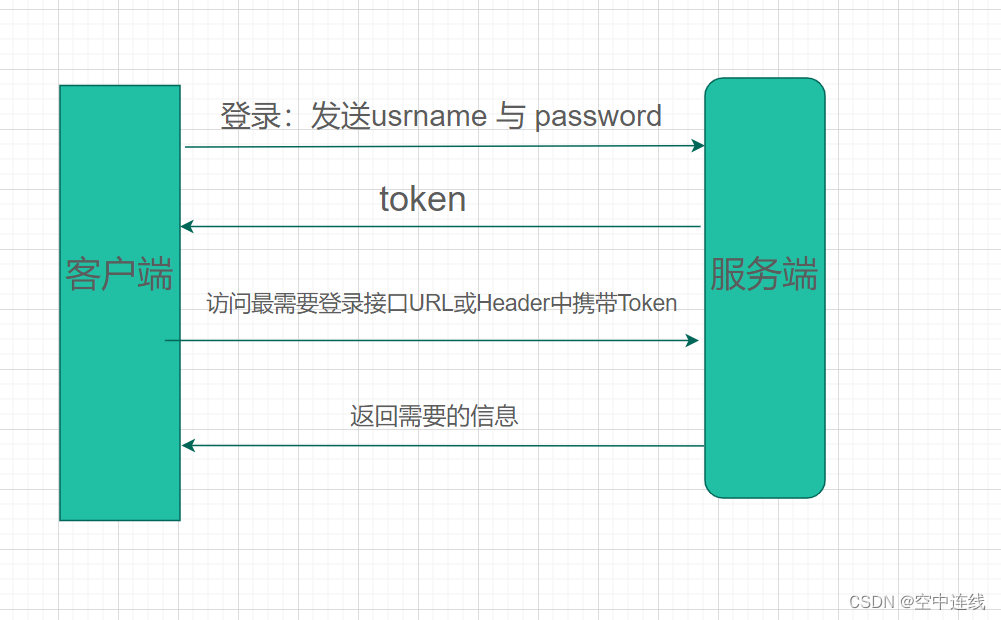 登录：发送usrname 与 password
token
客户端
服务端
访问最需要登录接口URL或Header中携带Token
返回需要的信息
CSDN @空中连线